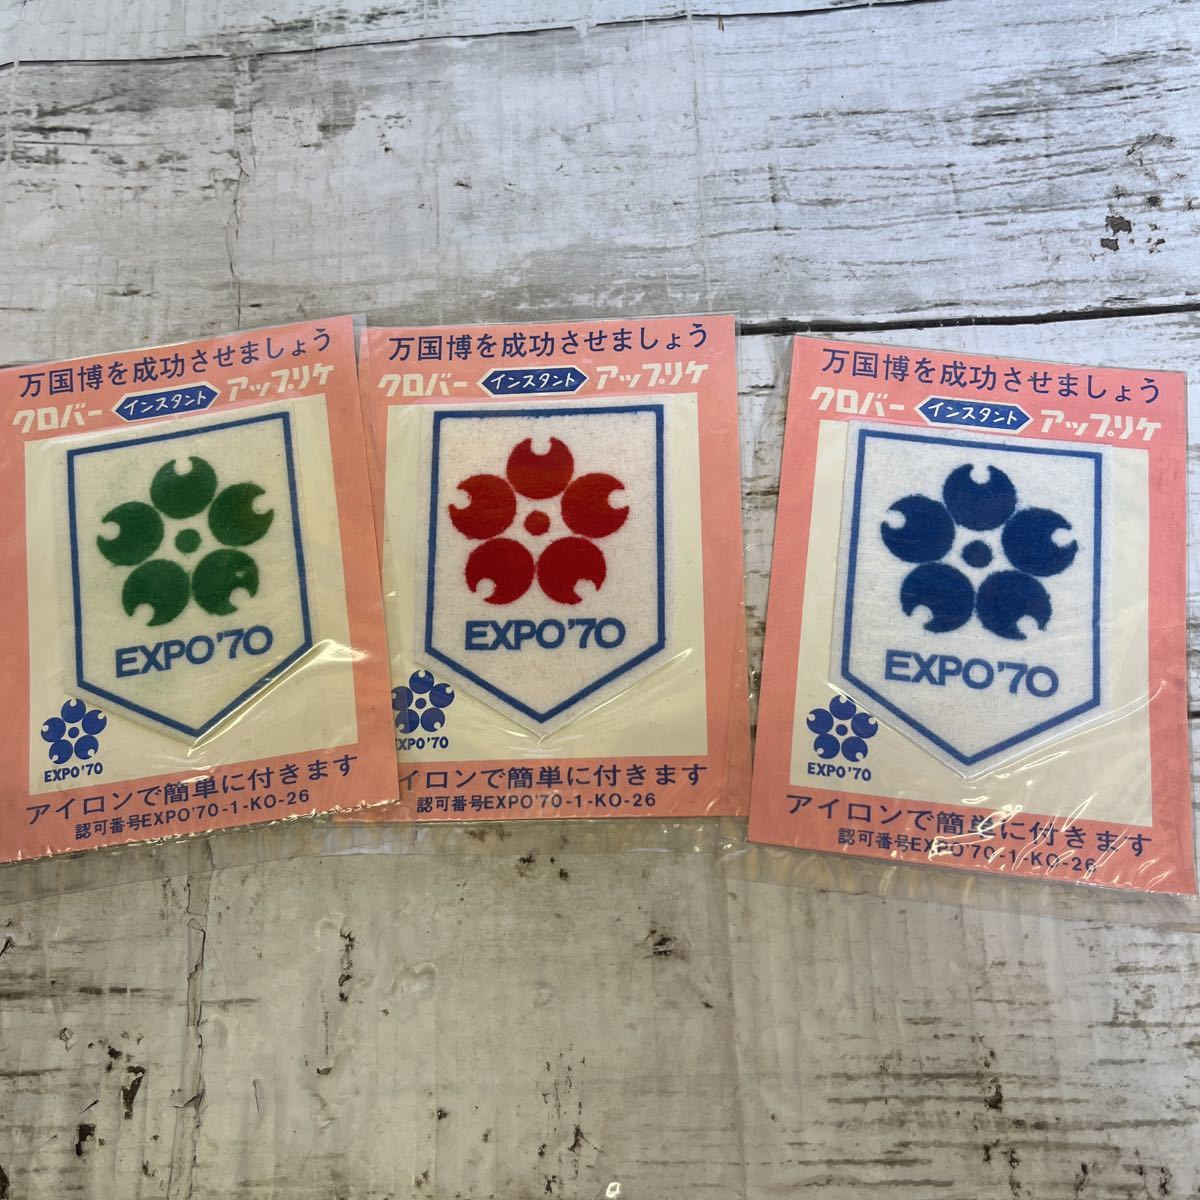 万国博を成功させましょう
クロバー インスタント アップリケ
EXPO'70
EXPO'70
アイロンで簡単に付きます
認可番号EXPO'70-1-KO-26
万国博を成功させましょう
クロバー インスタント アップリケ
EXPO'70
EXPO'70
イロンで簡単に付きます
認可番号EXPO'70-1-KO-26
万国博を成功させましょう
クロバー インスタント アップリケ
EXPO'70
EXPO'70
アイロンで簡単に付きます
認可番号EXPO'70-1-KO-26